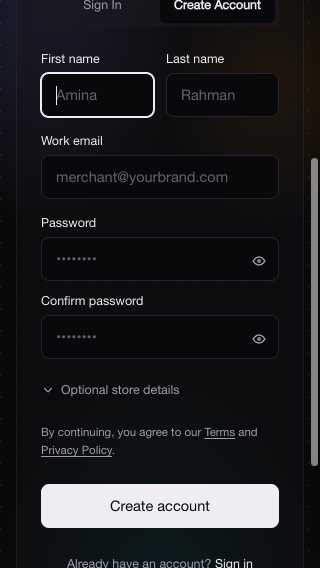 Sign In Create Account
First name Last name
Amina Rahman
Work email
merchant@yourbrand.com
Password
••••••••
Confirm password
••••••••
Optional store details
By continuing, you agree to our Terms and
Privacy Policy.
Create account
Already have an account? Sign in